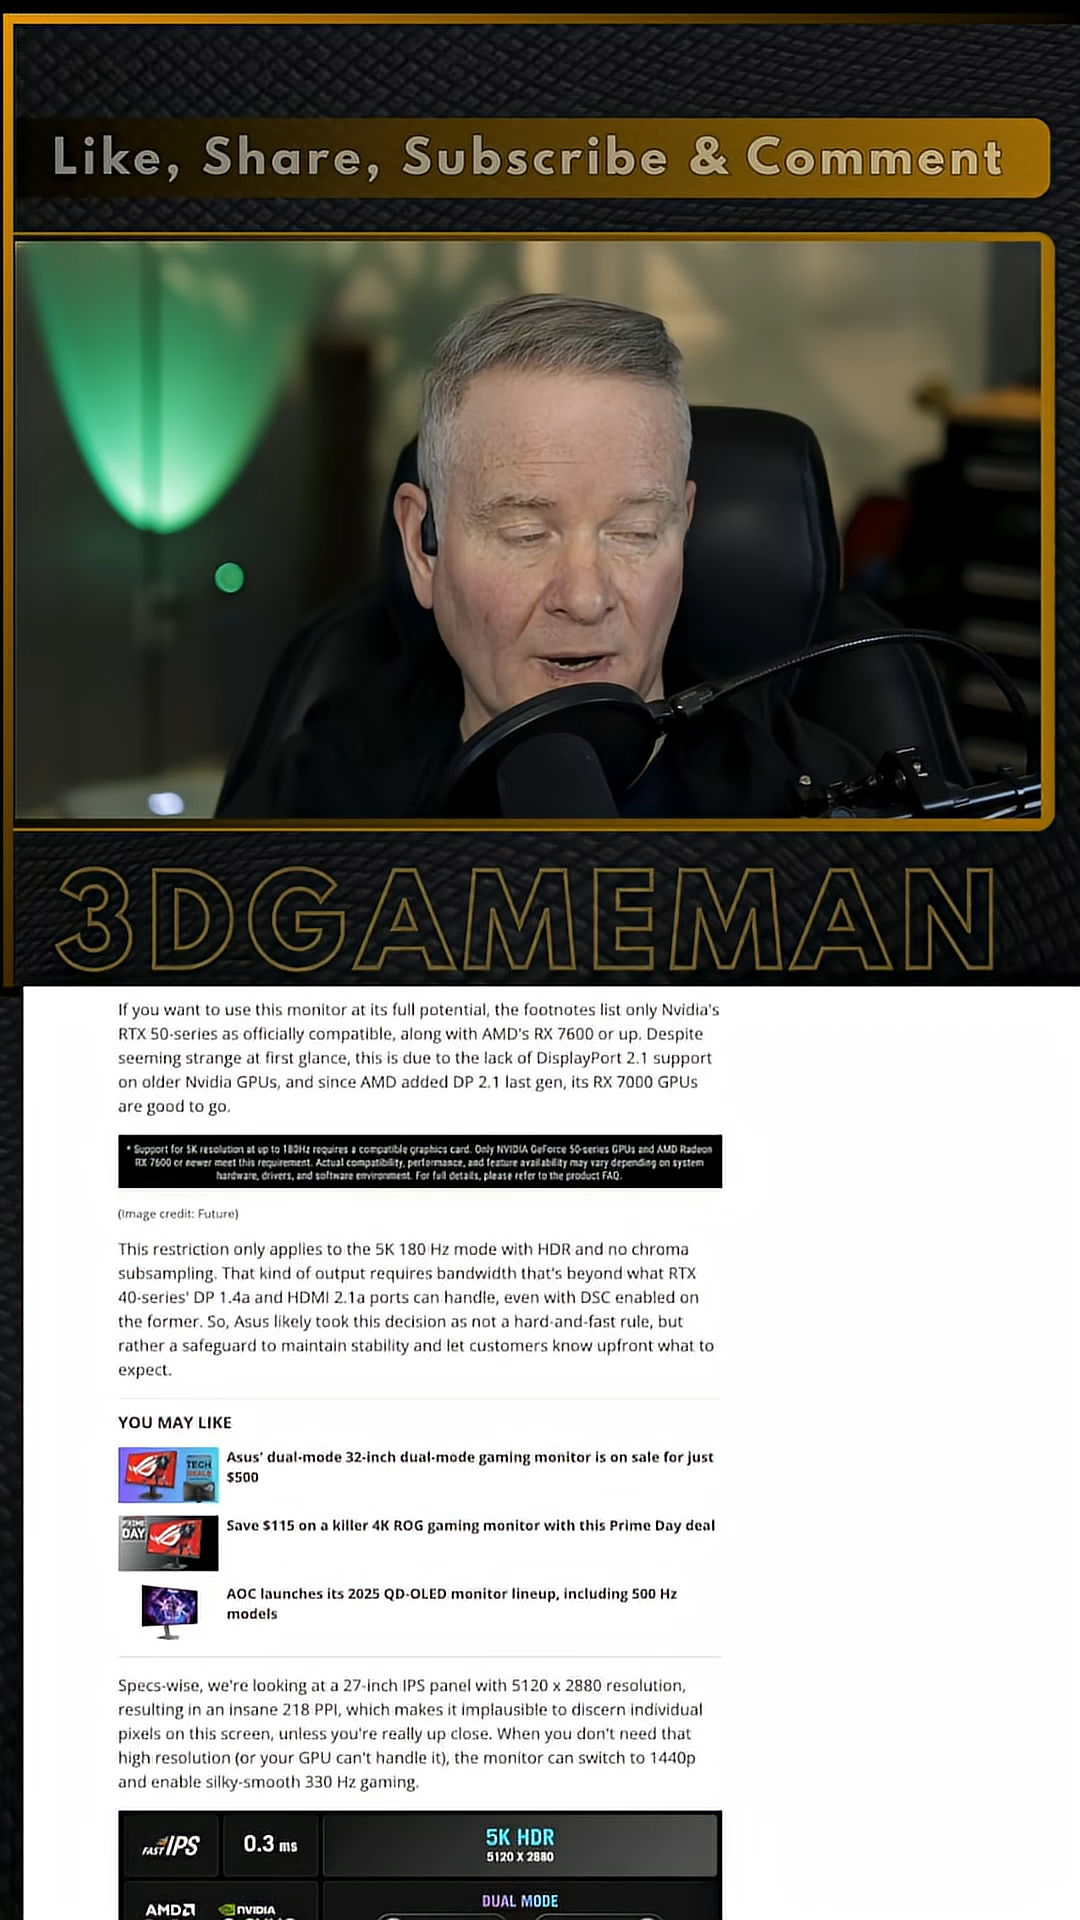 Like, Share, Subscribe & Comment
3DGAMEMAN
If you want to use this monitor at its full potential, the footnotes list only Nvidia's
RTX 50-series as officially compatible, along with AMD's RX 7600 or up. Despite
seeming strange at first glance, this is due to the lack of DisplayPort 2.1 support
on older Nvidia GPUs, and since AMD added DP 2.1 last gen, its RX 7000 GPUs
are good to go.
* Support for 5K resolution at up to 180Hz requires a compatible graphics card. Only NVIDIA GeForce 50-series GPUs and AMD Radeon
RX 7600 or newer meet this requirement. Actual compatibility, performance, and feature availability may vary depending on system
hardware, drivers, and software environment. For full details, please refer to the product FAQ.
(Image credit: Future)
This restriction only applies to the 5K 180 Hz mode with HDR and no chroma
subsampling. That kind of output requires bandwidth that's beyond what RTX
40-series' DP 1.4a and HDMI 2.1a ports can handle, even with DSC enabled on
the former. So, Asus likely took this decision as not a hard-and-fast rule, but
rather a safeguard to maintain stability and let customers know upfront what to
expect.
YOU MAY LIKE
TECH
DEALS
Asus' dual-mode 32-inch dual-mode gaming monitor is on sale for just
$500
PRIME
DAY
Save $115 on a killer 4K ROG gaming monitor with this Prime Day deal
AOC launches its 2025 QD-OLED monitor lineup, including 500 Hz
models
Specs-wise, we're looking at a 27-inch IPS panel with 5120 x 2880 resolution,
resulting in an insane 218 PPI, which makes it implausible to discern individual
pixels on this screen, unless you're really up close. When you don't need that
high resolution (or your GPU can't handle it), the monitor can switch to 1440p
and enable silky-smooth 330 Hz gaming.
FAST IPS
0.3 ms
5K HDR
5120 X 2880
AMD
NVIDIA
DUAL MODE